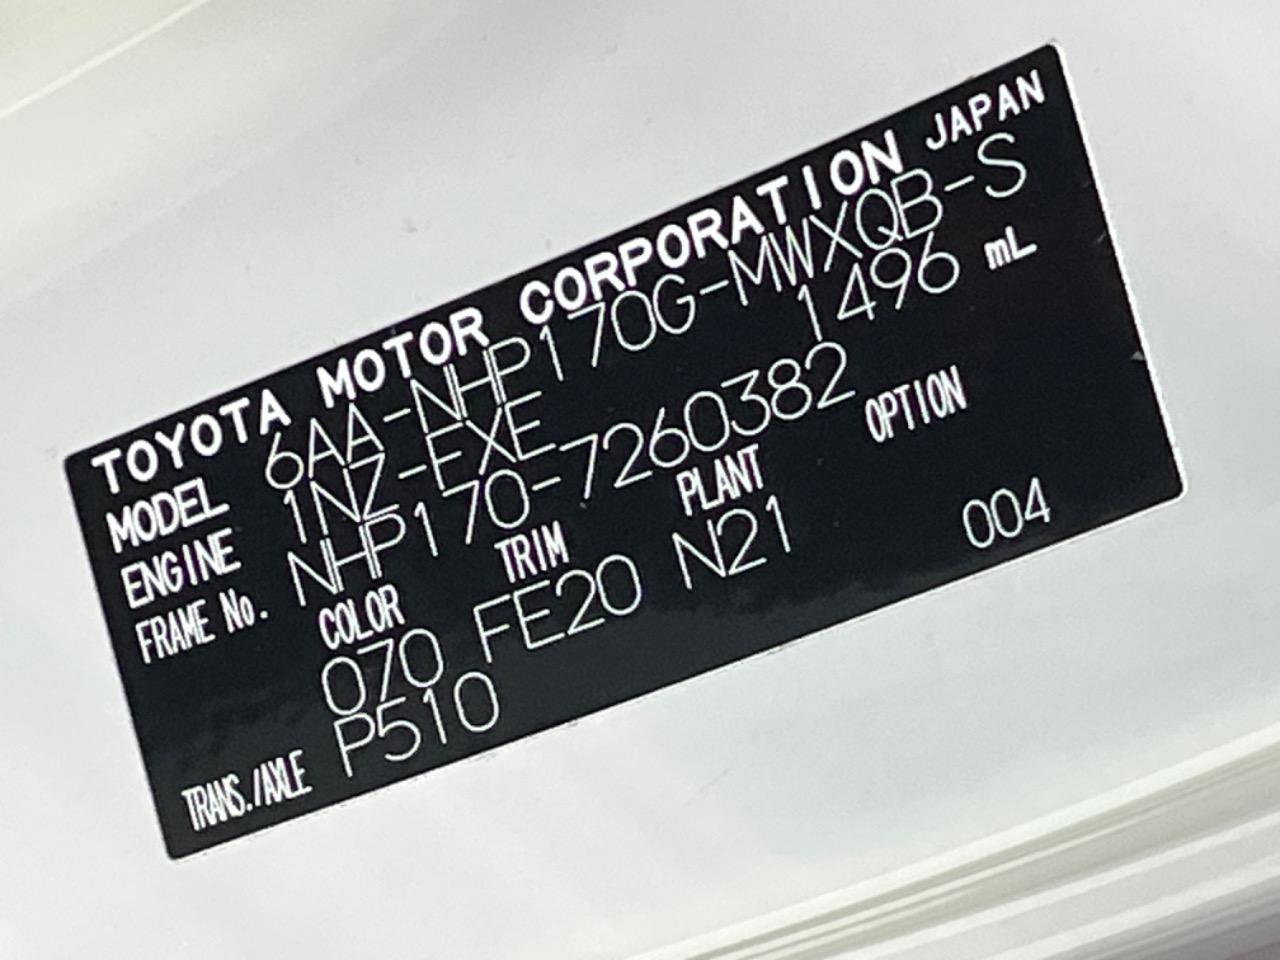 TOYOTA MOTOR CORPORATION JAPAN
MODEL 6AA-NHP170G-MWXQB-S
ENGINE 1NZ-FXE 1496 mL
FRAME No. NHP170-7260382
COLOR TRIM PLANT OPTION
070 FE20 N21 004
TRANS./AXLE P510